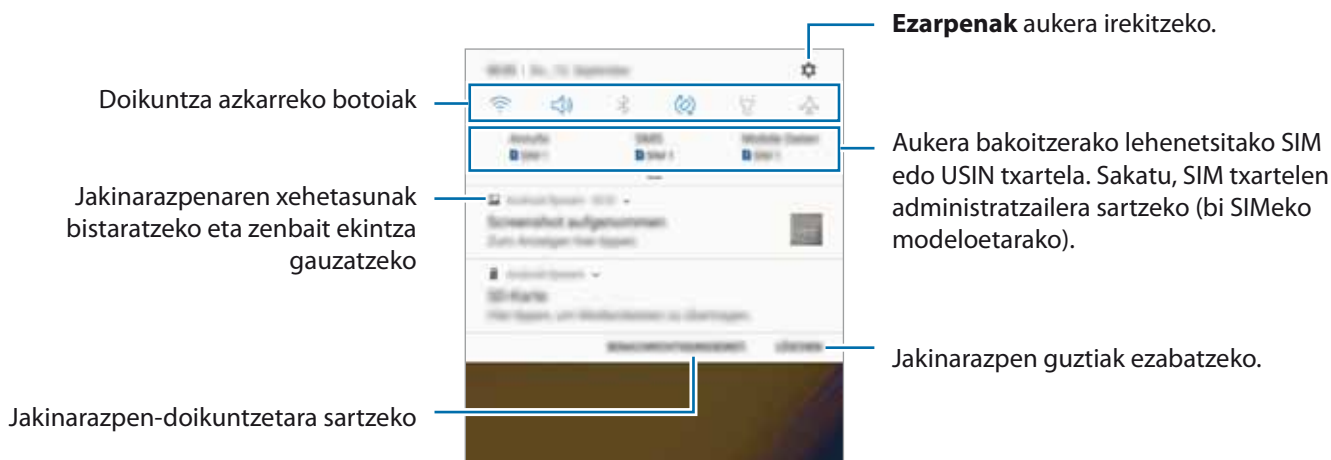 Ezarpenak aukera irekitzeko.
Doikuntza azkarreko botoiak
Aukera bakoitzerako lehenetsitako SIM
edo USIN txartela. Sakatu, SIM txartelen
administratzailera sartzeko (bi SIMeko
modeloetarako).
Jakinarazpenaren xehetasunak
bistaratzeko eta zenbait ekintza
gauzatzeko
Screenshot aufgenommen
SD-Karte
Jakinarazpen guztiak ezabatzeko.
Jakinarazpen-doikuntzetara sartzeko